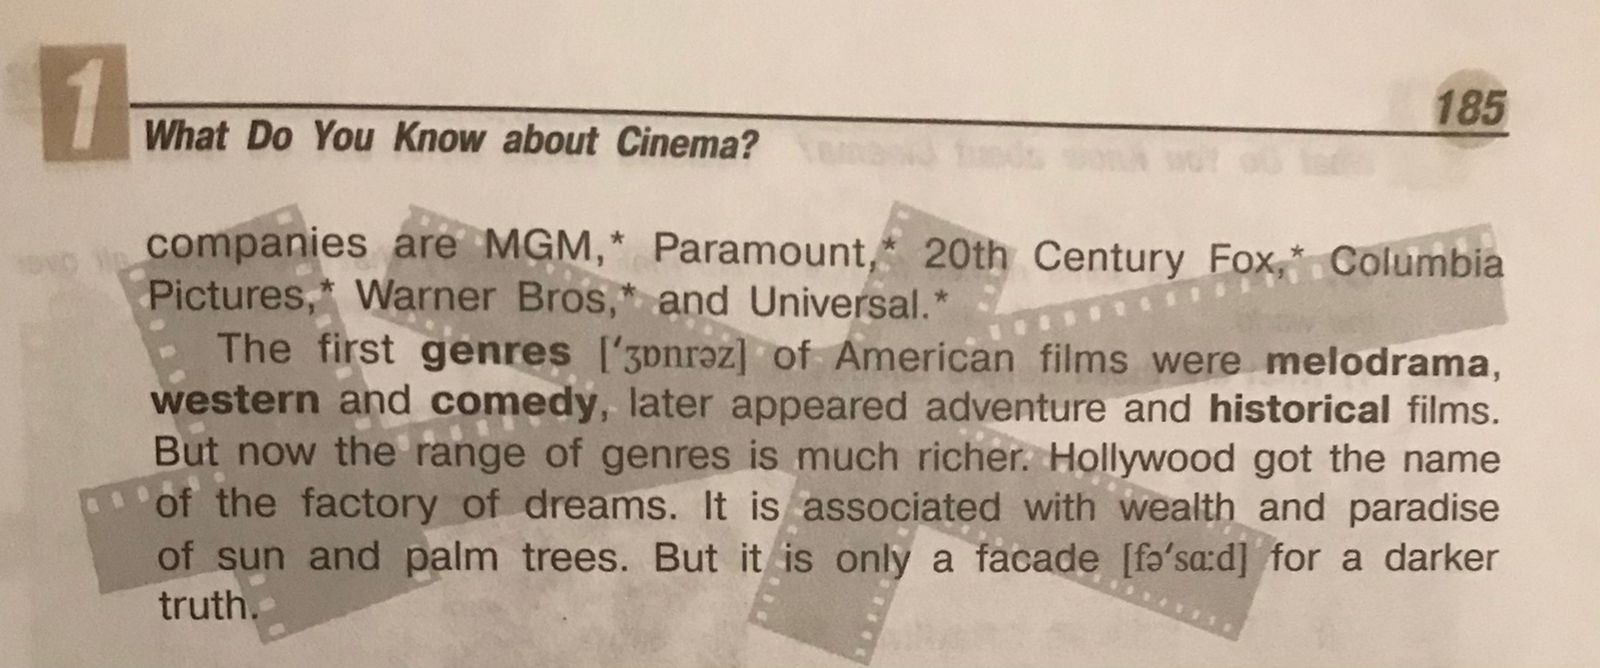 1
185
What Do You Know about Cinema?
companies are MGM,* Paramount,* 20th Century Fox,* Columbia
Pictures,* Warner Bros,* and Universal.*
The first genres [ˈʒɒnrəz] of American films were melodrama,
western and comedy, later appeared adventure and historical films.
But now the range of genres is much richer. Hollywood got the name
of the factory of dreams. It is associated with wealth and paradise
of sun and palm trees. But it is only a facade [fəˈsɑːd] for a darker
truth.